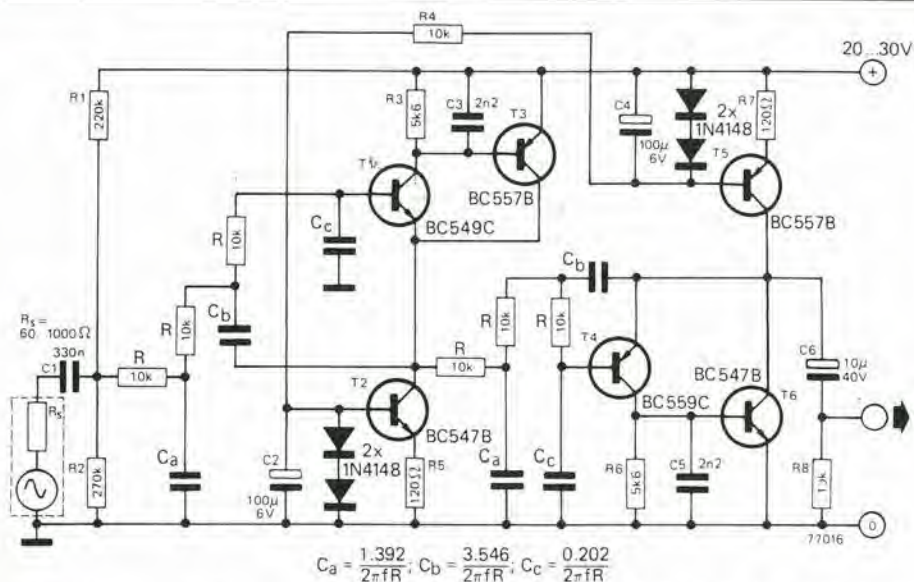 R4
10k
20...30V
+
R1
220k
R3
5k6
C3
2n2
T3
C4
100µ
6V
2x
1N4148
R7
120Ω
T5
T1
BC557B
BC549C
BC557B
Cc
R
10k
Cb
Cb
R
10k
R
10k
R
10k
Rs =
60...1000Ω
330n
C1
R
10k
R
10k
T4
C6
10µ
40V
T2
BC547B
BC559C
T6
Rs
BC547B
2x
1N4148
R2
270k
Ca
C2
100µ
6V
R5
120Ω
Ca
Cc
R6
5k6
C5
2n2
R8
0
77016
Ca = 1.392/2πfR; Cb = 3.546/2πfR; Cc = 0.202/2πfR